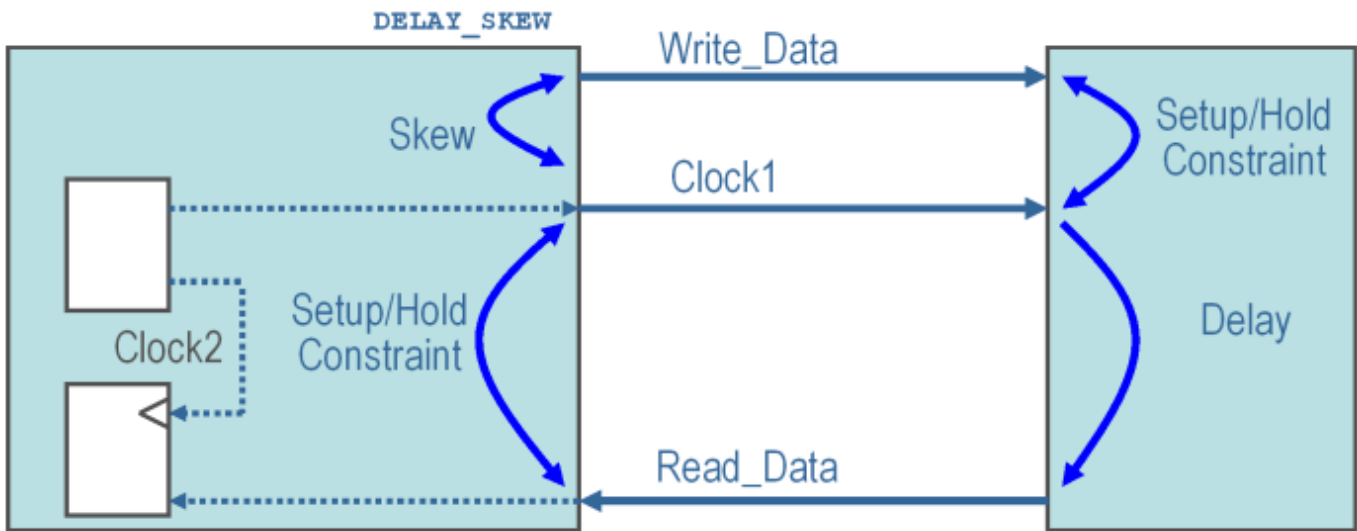 DELAY_SKEW
Write_Data
Skew
Setup/Hold
Constraint
Clock1
Setup/Hold
Constraint
Clock2
Delay
Read_Data